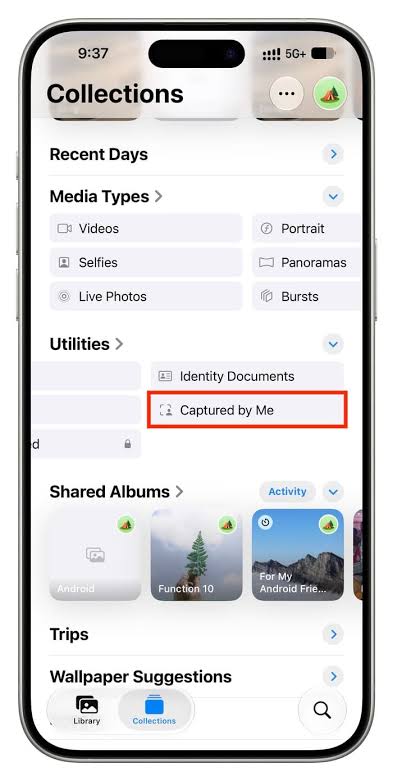 9:37
5G+
Collections
Recent Days
Media Types
Videos
Portrait
Selfies
Panoramas
Live Photos
Bursts
Utilities
Identity Documents
Captured by Me
ed
Shared Albums
Activity
Android
Function 10
For My
Android Frie...
Trips
Wallpaper Suggestions
Library
Collections